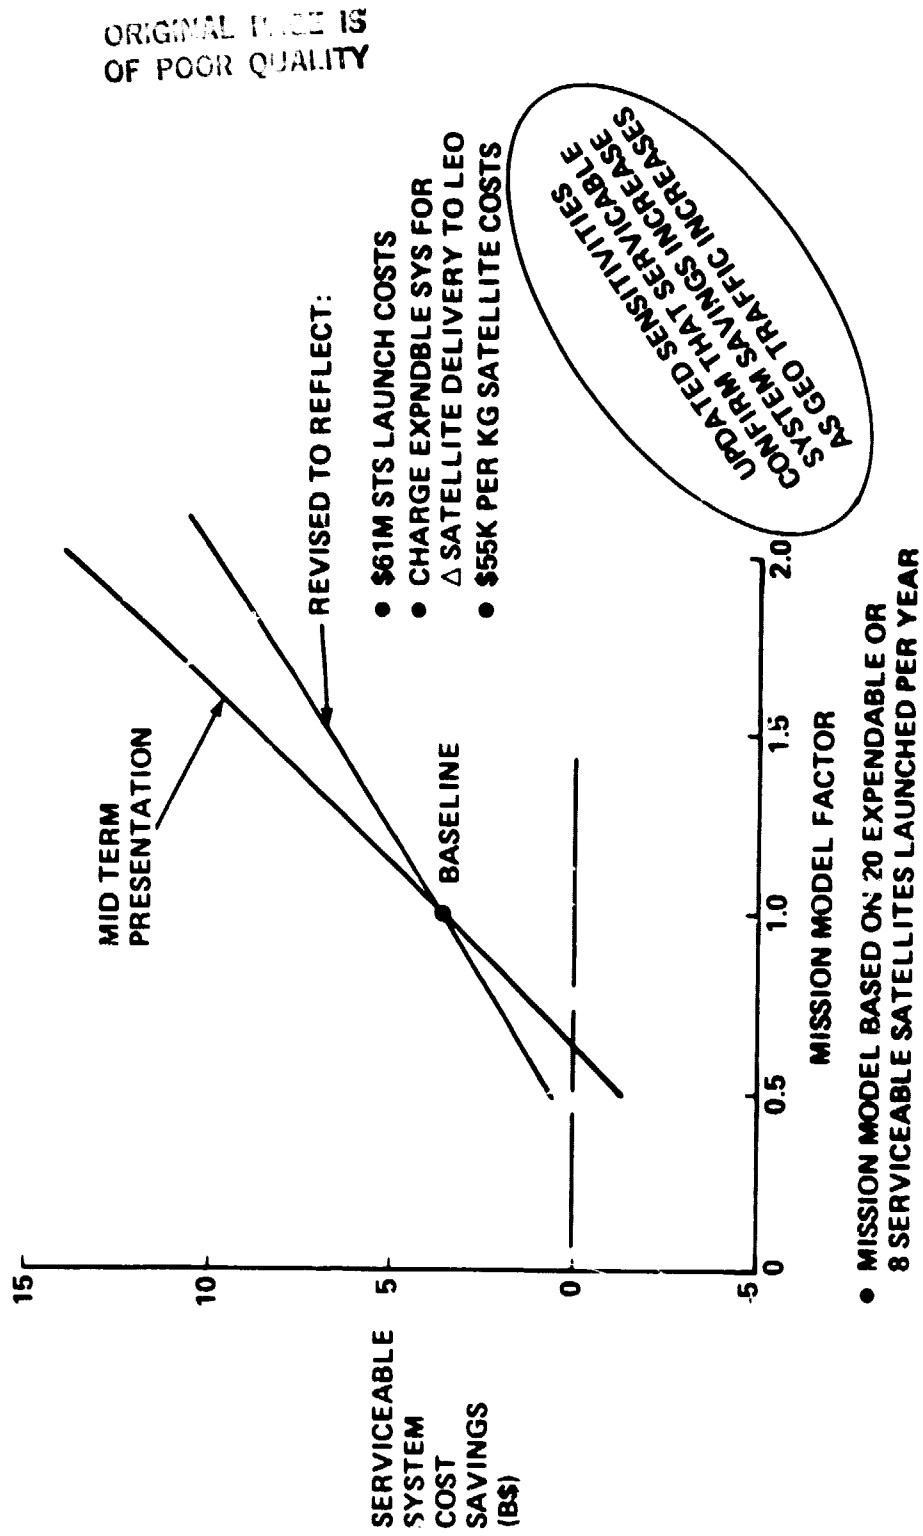 ORIGINAL PAGE IS
OF POOR QUALITY
SERVICEABLE
SYSTEM
COST
SAVINGS
(B$)
15
10
5
0
-5
0
0.5
1.0
1.5
2.0
MISSION MODEL FACTOR
MID TERM
PRESENTATION
BASELINE
REVISED TO REFLECT:
● $61M STS LAUNCH COSTS
● CHARGE EXPNDBLE SYS FOR
Δ SATELLITE DELIVERY TO LEO
● $55K PER KG SATELLITE COSTS
UPDATED SENSITIVITIES
CONFIRM THAT SERVICABLE
SYSTEM SAVINGS INCREASE
AS GEO TRAFFFIC INCREASES
● MISSION MODEL BASED ON 20 EXPENDABLE OR
8 SERVICEABLE SATELLITES LAUNCHED PER YEAR